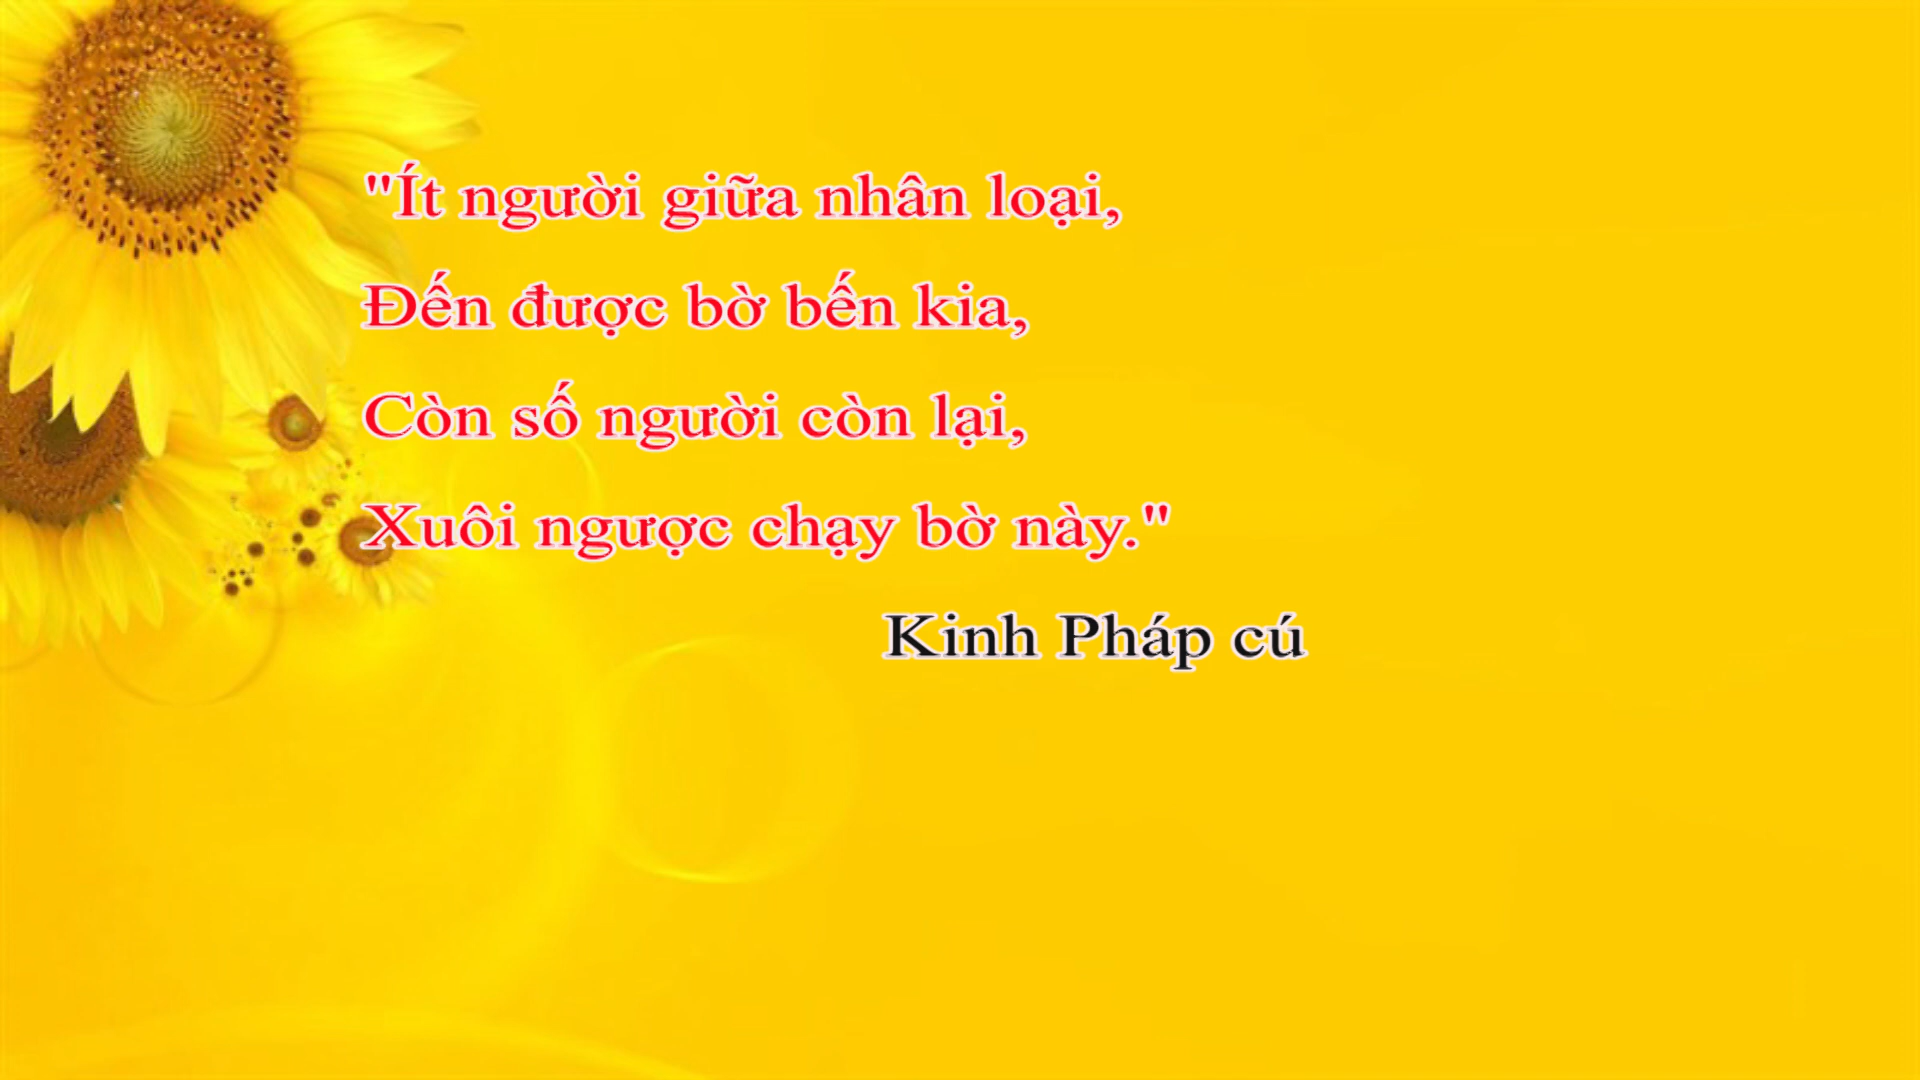 "Ít người giữa nhân loại,
Đến được bờ bến kia,
Còn số người còn lại,
Xuôi ngược chạy bờ này."
Kinh Pháp cú